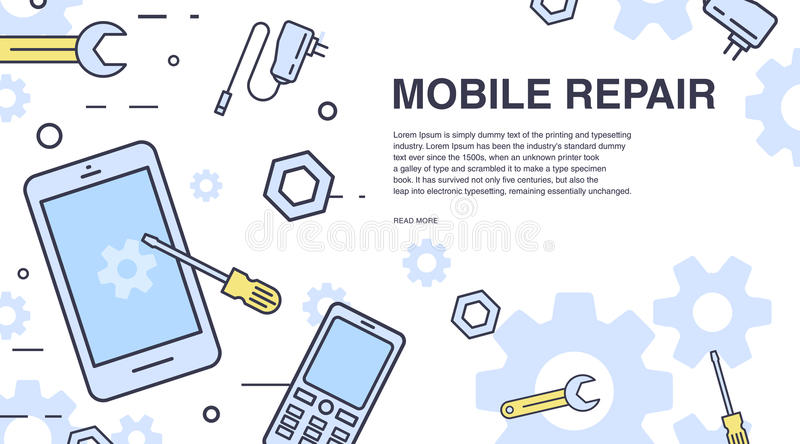 MOBILE REPAIR
Lorem Ipsum is simply dummy text of the printing and typesetting
industry. Lorem Ipsum has been the industry's standard dummy
text ever since the 1500s, when an unknown printer took
a galley of type and scrambled it to make a type specimen
book. It has survived not only five centuries, but also the
leap into electronic typesetting, remaining essentially unchanged.
READ MORE
dreamstime
dreamstime
dreamstime